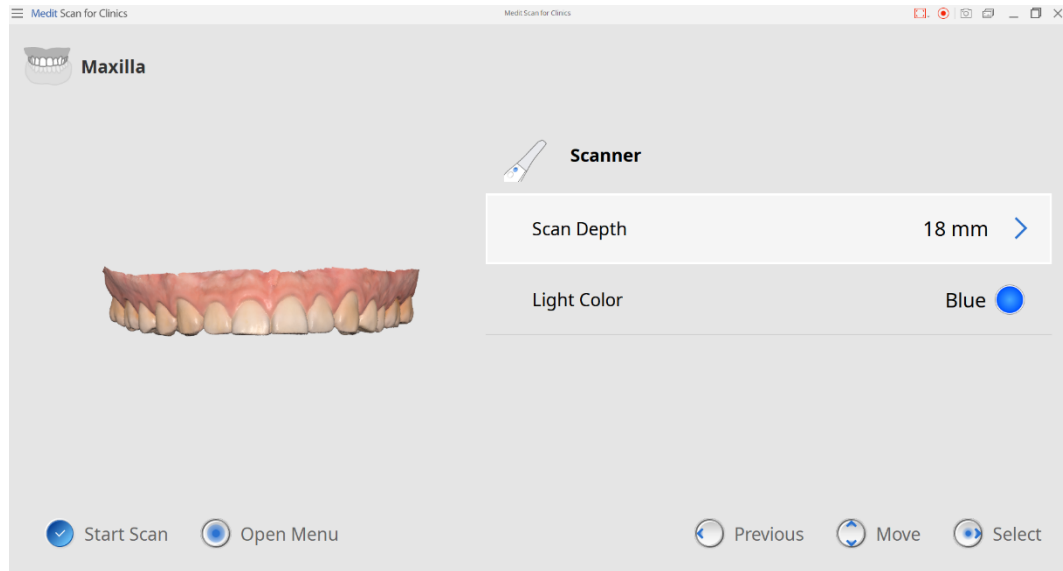 Medit Scan for Clinics
Medit Scan for Clinics
Maxilla
Scanner
Scan Depth 18 mm
Light Color Blue
Start Scan Open Menu Previous Move Select